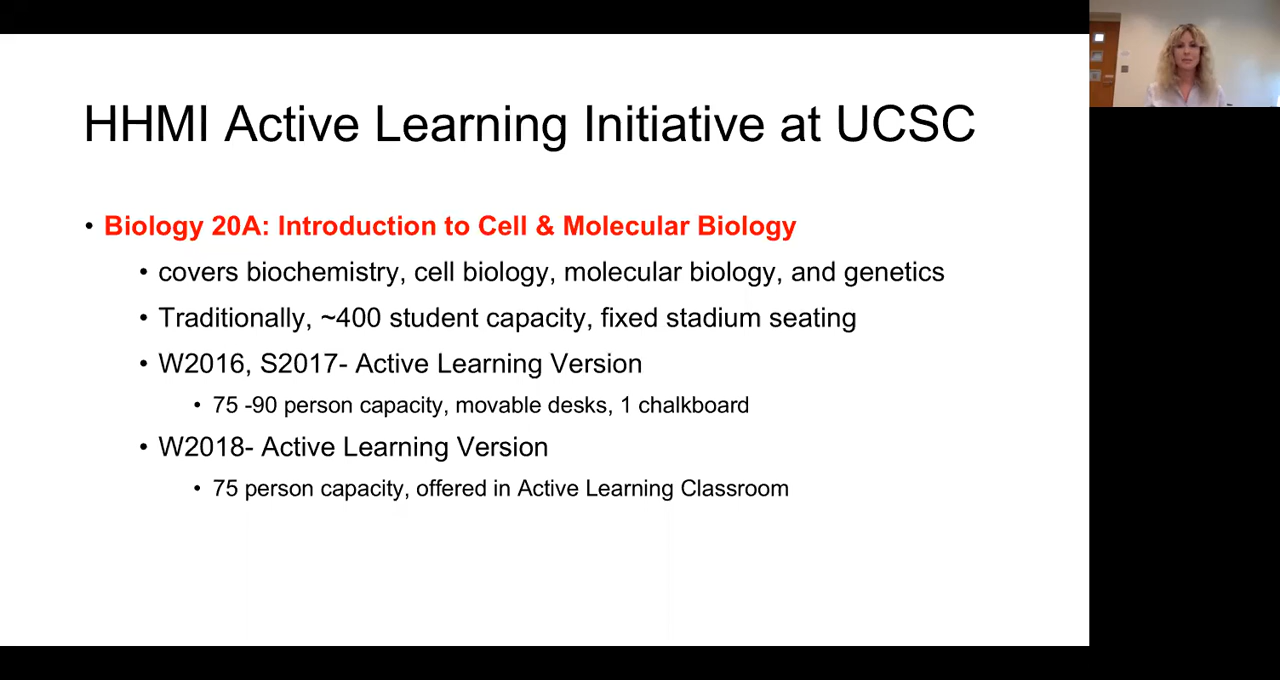 HHMI Active Learning Initiative at UCSC
• Biology 20A: Introduction to Cell & Molecular Biology
• covers biochemistry, cell biology, molecular biology, and genetics
• Traditionally, ~400 student capacity, fixed stadium seating
• W2016, S2017- Active Learning Version
• 75 -90 person capacity, movable desks, 1 chalkboard
• W2018- Active Learning Version
• 75 person capacity, offered in Active Learning Classroom